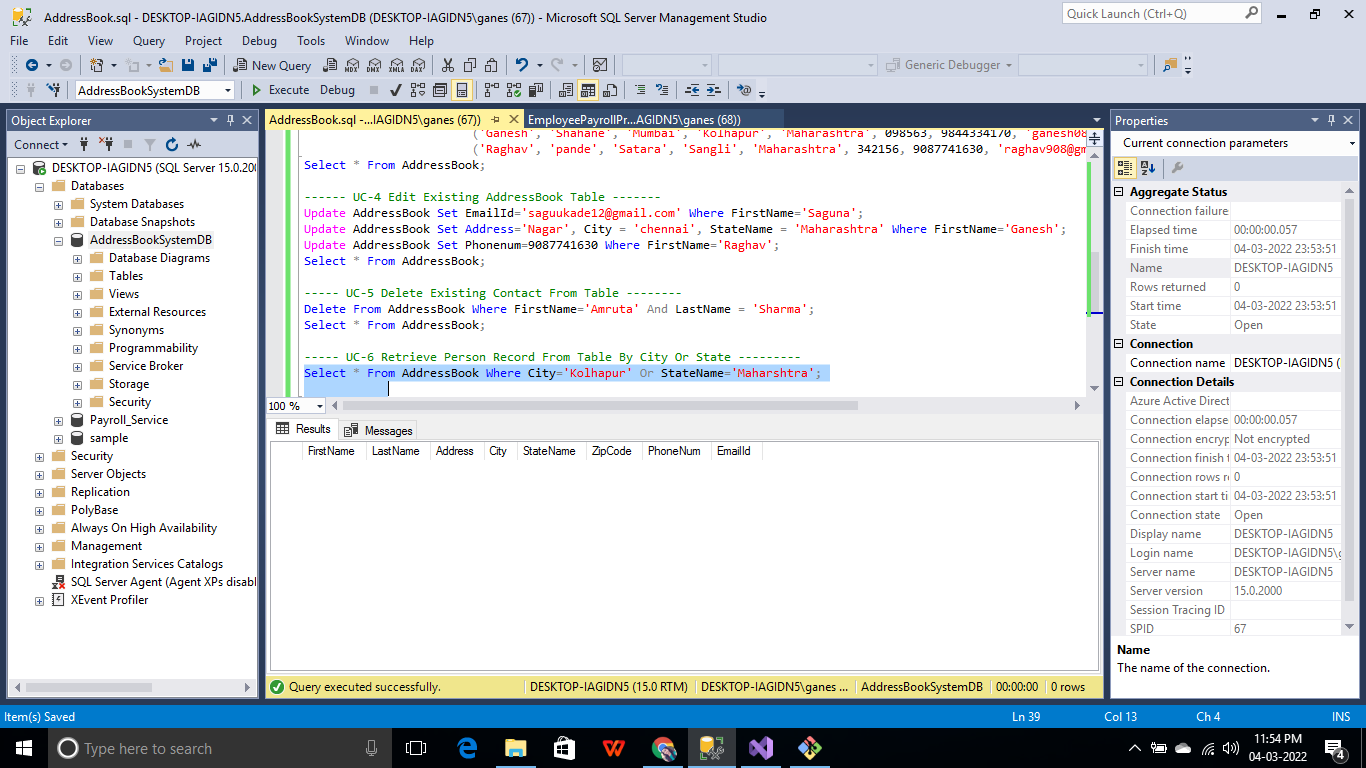 AddressBook.sql - DESKTOP-IAGIDN5.AddressBookSystemDB (DESKTOP-IAGIDN5\ganes (67)) - Microsoft SQL Server Management Studio
Quick Launch (Ctrl+Q)
File Edit View Query Project Debug Tools Window Help
New Query MDX DMX XMLA DAX Generic Debugger
AddressBookSystemDB Execute Debug
Object Explorer
Connect
DESKTOP-IAGIDN5 (SQL Server 15.0.200
Databases
System Databases
Database Snapshots
AddressBookSystemDB
Database Diagrams
Tables
Views
External Resources
Synonyms
Programmability
Service Broker
Storage
Security
Payroll_Service
sample
Security
Server Objects
Replication
PolyBase
Always On High Availability
Management
Integration Services Catalogs
SQL Server Agent (Agent XPs disabl
XEvent Profiler
AddressBook.sql -...IAGIDN5\ganes (67)) EmployeePayrollPr...AGIDN5\ganes (68))
('Ganesh', 'Shahane', 'Mumbai', 'Kolhapur', 'Maharashtra', 098563, 9844334170, 'ganesh08
('Raghav', 'pande', 'Satara', 'Sangli', 'Maharashtra', 342156, 9087741630, 'raghav908@gm
Select * From AddressBook;
------ UC-4 Edit Existing AddressBook Table -------
Update AddressBook Set EmailId='saguukade12@gmail.com' Where FirstName='Saguna';
Update AddressBook Set Address='Nagar', City = 'chennai', StateName = 'Maharashtra' Where FirstName='Ganesh';
Update AddressBook Set Phonenum=9087741630 Where FirstName='Raghav';
Select * From AddressBook;
----- UC-5 Delete Existing Contact From Table --------
Delete From AddressBook Where FirstName='Amruta' And LastName = 'Sharma';
Select * From AddressBook;
----- UC-6 Retrieve Person Record From Table By City Or State ---------
Select * From AddressBook Where City='Kolhapur' Or StateName='Maharshtra';
100 %
Results Messages
FirstName LastName Address City StateName ZipCode PhoneNum EmailId
Query executed successfully. DESKTOP-IAGIDN5 (15.0 RTM) DESKTOP-IAGIDN5\ganes ... AddressBookSystemDB 00:00:00 0 rows
Properties
Current connection parameters
Aggregate Status
Connection failure
Elapsed time 00:00:00.057
Finish time 04-03-2022 23:53:51
Name DESKTOP-IAGIDN5
Rows returned 0
Start time 04-03-2022 23:53:51
State Open
Connection
Connection name DESKTOP-IAGIDN5 (
Connection Details
Azure Active Direct
Connection elapse 00:00:00.057
Connection encryp Not encrypted
Connection finish t 04-03-2022 23:53:51
Connection rows re 0
Connection start ti 04-03-2022 23:53:51
Connection state Open
Display name DESKTOP-IAGIDN5
Login name DESKTOP-IAGIDN5\g
Server name DESKTOP-IAGIDN5
Server version 15.0.2000
Session Tracing ID
SPID 67
Name
The name of the connection.
Item(s) Saved Ln 39 Col 13 Ch 4 INS
Type here to search
11:54 PM
04-03-2022
4